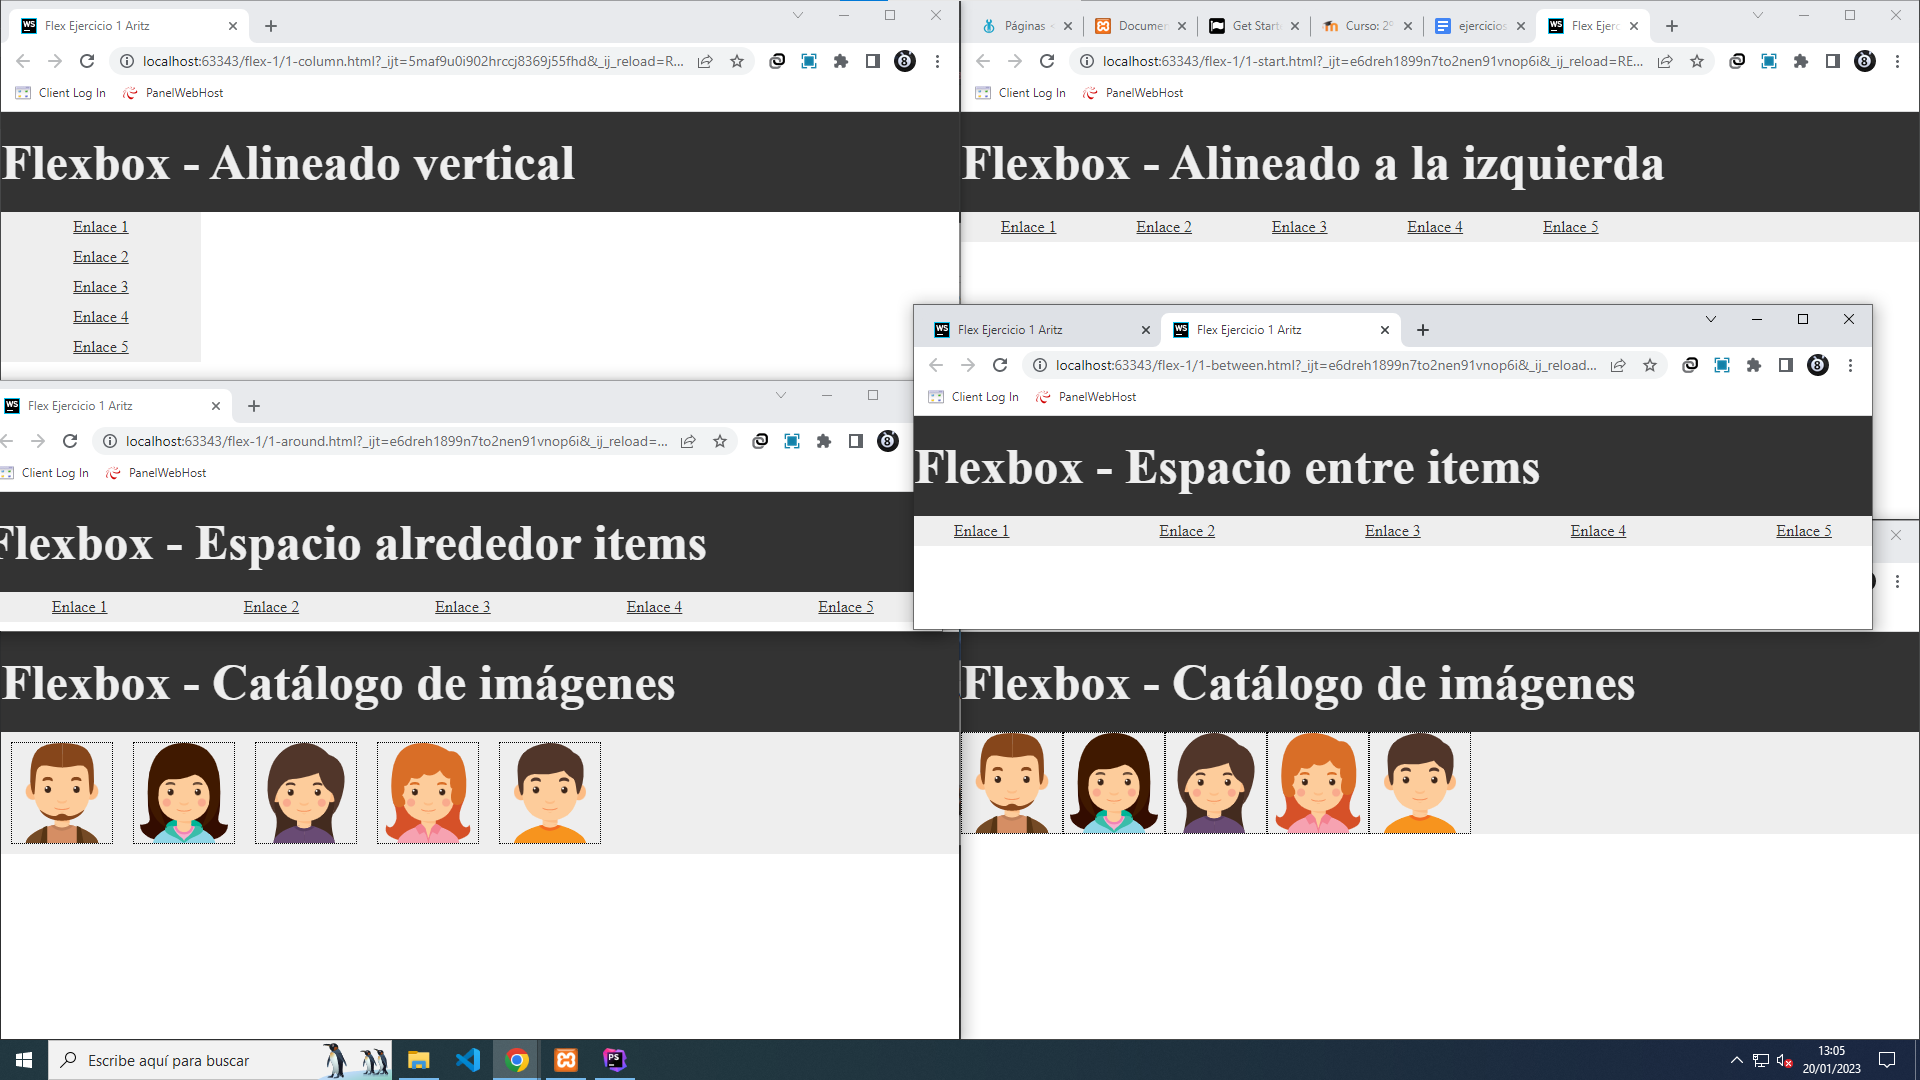 Flex Ejercicio 1 Aritz
localhost:63343/flex-1/1-column.html?_ijt=5maf9u0i902hrccj8369j55fhd&_ij_reload=R...
Client Log In PanelWebHost
Flexbox - Alineado vertical
Enlace 1
Enlace 2
Enlace 3
Enlace 4
Enlace 5
Páginas Documen Get Start Curso: 2º ejercicios Flex Ejerc
localhost:63343/flex-1/1-start.html?_ijt=e6dreh1899n7to2nen91vnop6i&_ij_reload=RE...
Client Log In PanelWebHost
Flexbox - Alineado a la izquierda
Enlace 1 Enlace 2 Enlace 3 Enlace 4 Enlace 5
Flex Ejercicio 1 Aritz Flex Ejercicio 1 Aritz
localhost:63343/flex-1/1-between.html?_ijt=e6dreh1899n7to2nen91vnop6i&_ij_reload...
Client Log In PanelWebHost
Flexbox - Espacio entre items
Enlace 1 Enlace 2 Enlace 3 Enlace 4 Enlace 5
Flex Ejercicio 1 Aritz
localhost:63343/flex-1/1-around.html?_ijt=e6dreh1899n7to2nen91vnop6i&_ij_reload=...
Client Log In PanelWebHost
Flexbox - Espacio alrededor items
Enlace 1 Enlace 2 Enlace 3 Enlace 4 Enlace 5
Flexbox - Catálogo de imágenes
Flexbox - Catálogo de imágenes
Escribe aquí para buscar
13:05
20/01/2023